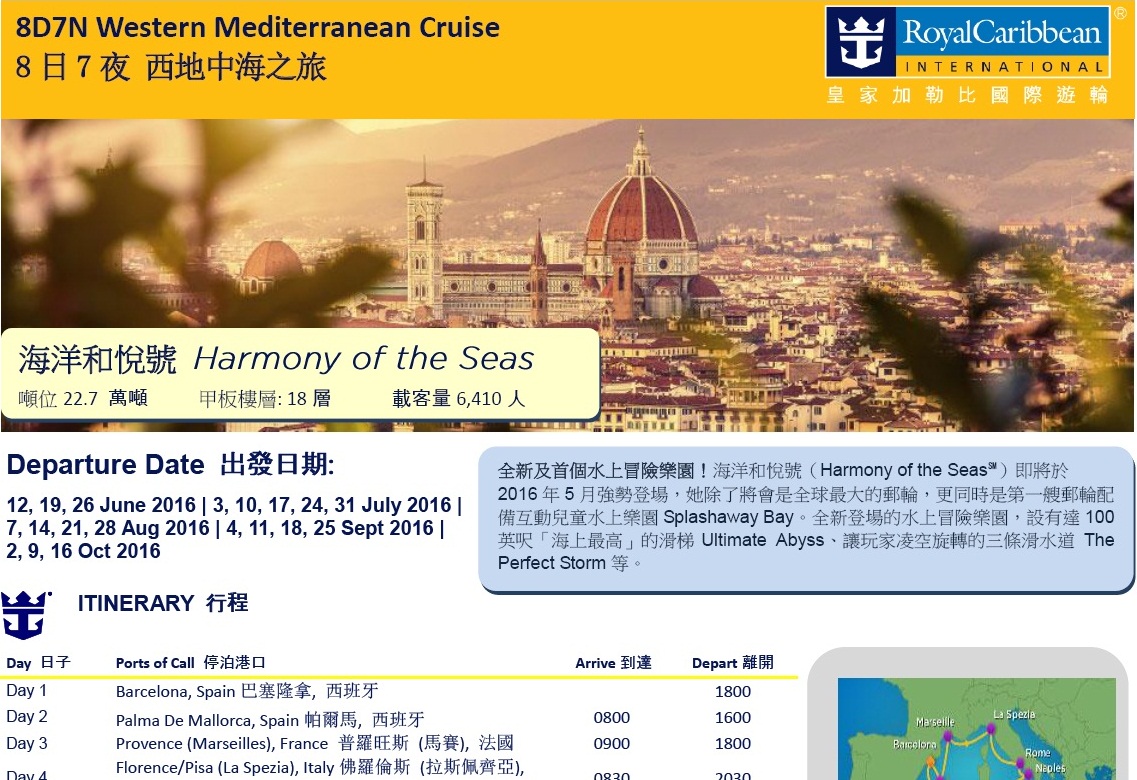 8D7N Western Mediterranean Cruise
8 日 7 夜 西地中海之旅
RoyalCaribbean®
INTERNATIONAL
皇家加勒比國際遊輪
海洋和悅號 Harmony of the Seas
噸位 22.7 萬噸 甲板樓層: 18 層 載客量 6,410 人
Departure Date 出發日期:
12, 19, 26 June 2016 | 3, 10, 17, 24, 31 July 2016 |
7, 14, 21, 28 Aug 2016 | 4, 11, 18, 25 Sept 2016 |
2, 9, 16 Oct 2016
全新及首個水上冒險樂園！海洋和悅號（Harmony of the Seas℠）即將於
2016 年 5 月強勢登場，她除了將會是全球最大的郵輪，更同時是第一艘郵輪配
備互動兒童水上樂園 Splashaway Bay。全新登場的水上冒險樂園，設有達 100
英呎「海上最高」的滑梯 Ultimate Abyss、讓玩家凌空旋轉的三條滑水道 The
Perfect Storm 等。
ITINERARY 行程
Day 日子 Ports of Call 停泊港口 Arrive 到達 Depart 離開
Day 1 Barcelona, Spain 巴塞隆拿, 西班牙 1800
Day 2 Palma De Mallorca, Spain 帕爾馬, 西班牙 0800 1600
Day 3 Provence (Marseilles), France 普羅旺斯 (馬賽), 法國 0900 1800
Day 4 Florence/Pisa (La Spezia), Italy 佛羅倫斯 (拉斯佩齊亞), 0830 2030
La Spezia
Marseille
Barcelona
Rome
Naples